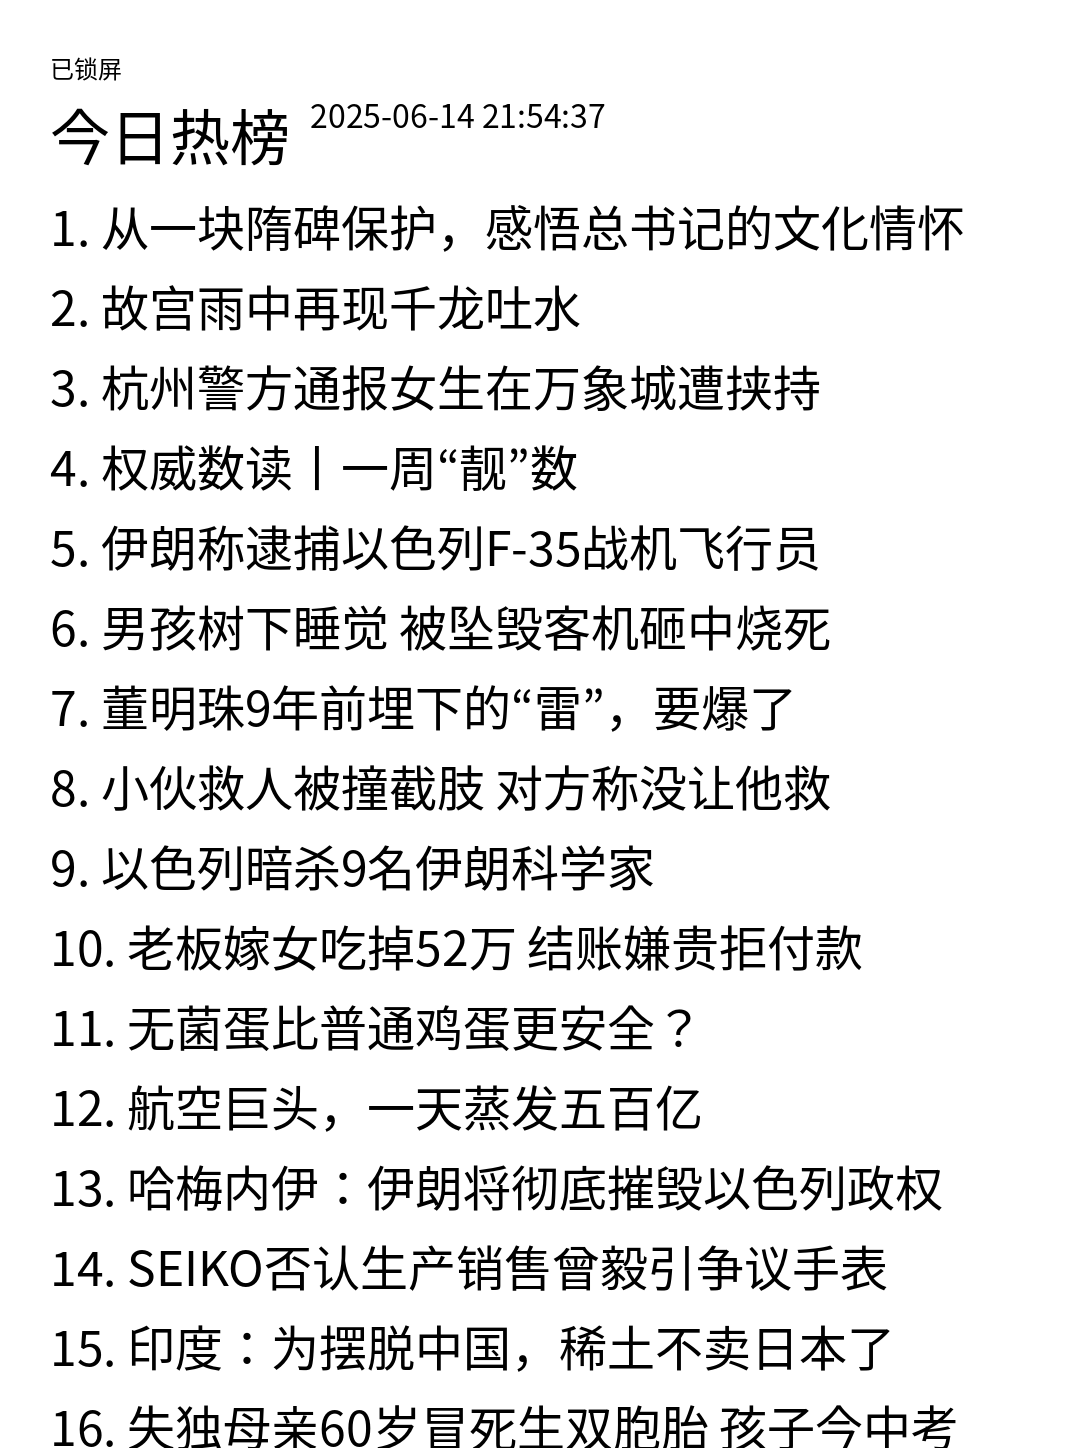 已锁屏
今日热榜 2025-06-14 21:54:37
1. 从一块隋碑保护，感悟总书记的文化情怀
2. 故宫雨中再现千龙吐水
3. 杭州警方通报女生在万象城遭挟持
4. 权威数读丨一周“靓”数
5. 伊朗称逮捕以色列F-35战机飞行员
6. 男孩树下睡觉 被坠毁客机砸中烧死
7. 董明珠9年前埋下的“雷”，要爆了
8. 小伙救人被撞截肢 对方称没让他救
9. 以色列暗杀9名伊朗科学家
10. 老板嫁女吃掉52万 结账嫌贵拒付款
11. 无菌蛋比普通鸡蛋更安全？
12. 航空巨头，一天蒸发五百亿
13. 哈梅内伊：伊朗将彻底摧毁以色列政权
14. SEIKO否认生产销售曾毅引争议手表
15. 印度：为摆脱中国，稀土不卖日本了
16. 失独母亲60岁冒死生双胞胎 孩子今中考